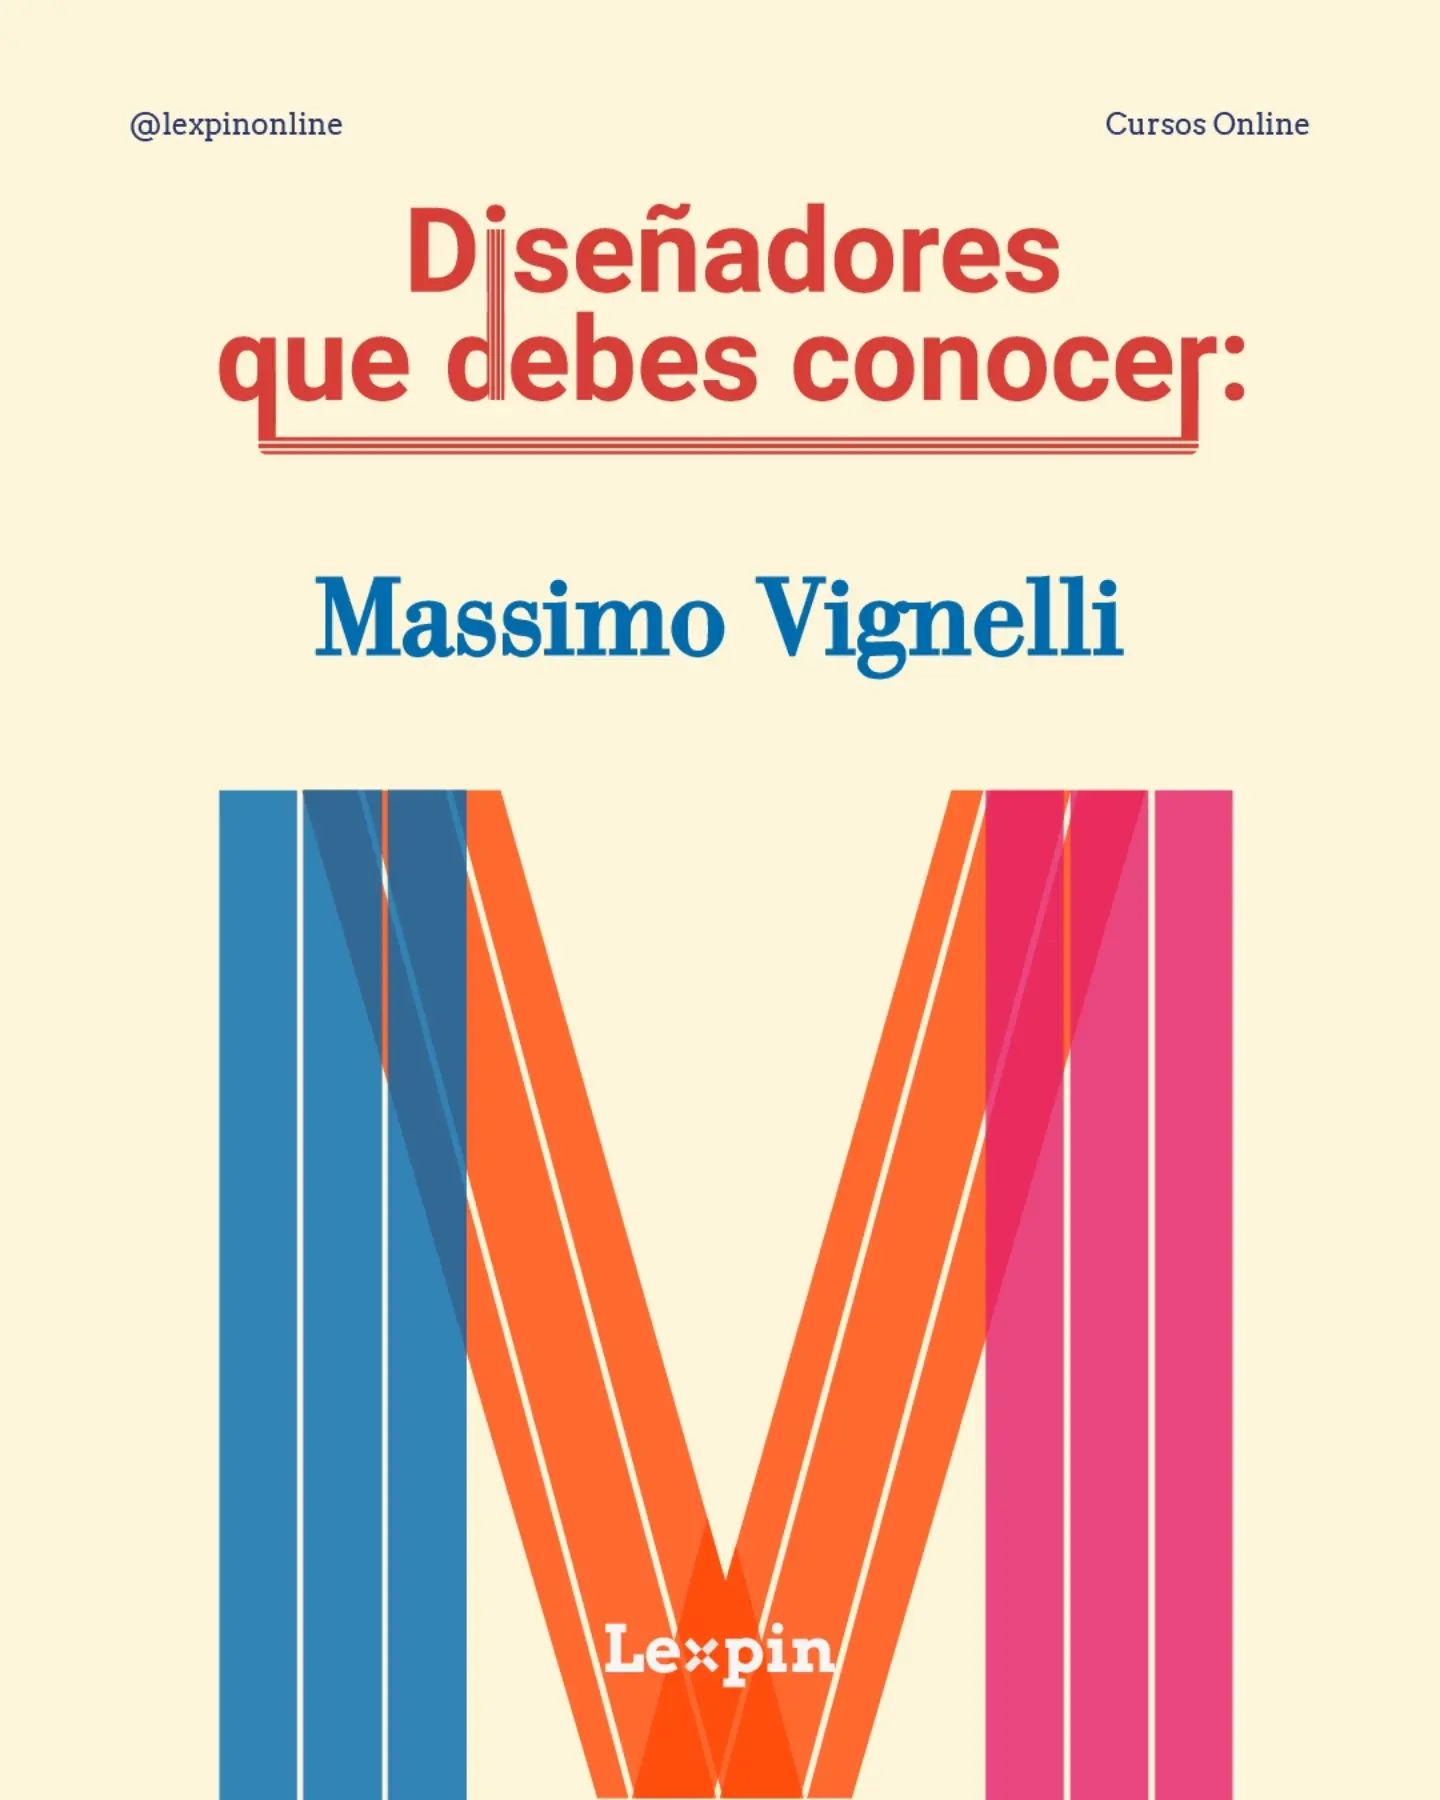 @lexpinonline
Cursos Online
Diseñadores
que debes conocer:
Massimo Vignelli
Lexpin